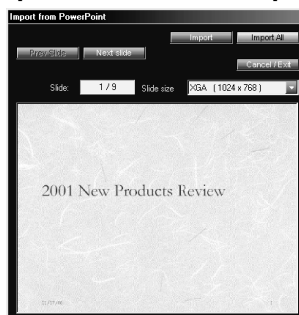 Import from PowerPoint
Import Import All
Prev Slide Next slide
Cancel / Exit
Slide: 1 / 9 Slide size XGA ( 1024 x 768 )
2001 New Products Review
1